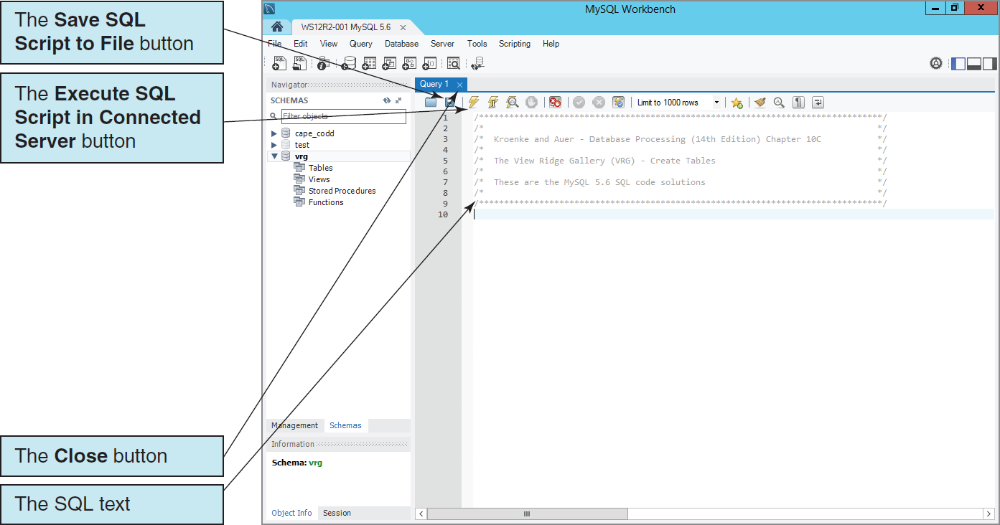 The Save SQL
Script to File button
The Execute SQL
Script in Connected
Server button
The Close button
The SQL text
MySQL Workbench
WS12R2-001 MySQL 5.6
File Edit View Query Database Server Tools Scripting Help
Navigator
SCHEMAS
Filter objects
cape_codd
test
vrg
Tables
Views
Stored Procedures
Functions
Management Schemas
Information
Schema: vrg
Object Info Session
Query 1
Limit to 1000 rows
1 /********************************************************************************/
2 /* */
3 /* Kroenke and Auer - Database Processing (14th Edition) Chapter 10C */
4 /* */
5 /* The View Ridge Gallery (VRG) - Create Tables */
6 /* */
7 /* These are the MySQL 5.6 SQL code solutions */
8 /* */
9 /********************************************************************************/
10